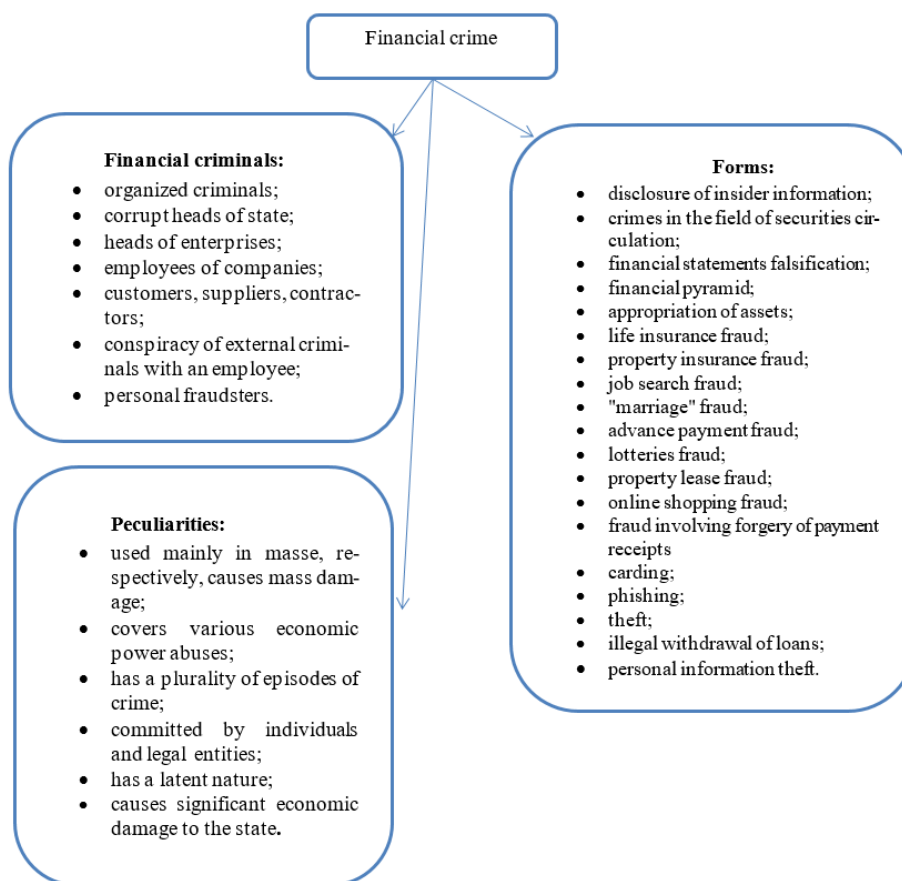 Financial crime
Financial criminals:
• organized criminals;
• corrupt heads of state;
• heads of enterprises;
• employees of companies;
• customers, suppliers, contrac-
tors;
• conspiracy of external crimi-
nals with an employee;
• personal fraudsters.
Peculiarities:
• used mainly in masse, re-
spectively, causes mass dam-
age;
• covers various economic
power abuses;
• has a plurality of episodes of
crime;
• committed by individuals
and legal entities;
• has a latent nature;
• causes significant economic
damage to the state.
Forms:
• disclosure of insider information;
• crimes in the field of securities cir-
culation;
• financial statements falsification;
• financial pyramid;
• appropriation of assets;
• life insurance fraud;
• property insurance fraud;
• job search fraud;
• "marriage" fraud;
• advance payment fraud;
• lotteries fraud;
• property lease fraud;
• online shopping fraud;
• fraud involving forgery of payment
receipts
• carding;
• phishing;
• theft;
• illegal withdrawal of loans;
• personal information theft.